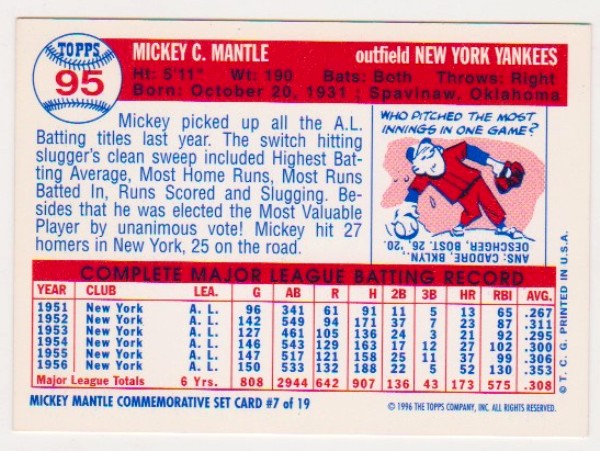 TOPPS
95
MICKEY C. MANTLE outfield NEW YORK YANKEES
Ht: 5'11" Wt: 190 Bats: Both Throws: Right
Born: October 20, 1931 : Spavinaw, Oklahoma
Mickey picked up all the A.L.
Batting titles last year. The switch hitting
slugger's clean sweep included Highest Bat-
ting Average, Most Home Runs, Most Runs
Batted In, Runs Scored and Slugging. Be-
sides that he was elected the Most Valuable
Player by unanimous vote! Mickey hit 27
homers in New York, 25 on the road.
WHO PITCHED THE MOST
INNINGS IN ONE GAME?
ANS: CADORE, BKLYN.,
OESCHGER, BOST. 26, '20.
COMPLETE MAJOR LEAGUE BATTING RECORD
YEAR CLUB LEA. G AB R H 2B 3B HR RBI AVG.
1951 New York A. L. 96 341 61 91 11 5 13 65 .267
1952 New York A. L. 142 549 94 171 37 7 23 87 .311
1953 New York A. L. 127 461 105 136 24 3 21 92 .295
1954 New York A. L. 146 543 129 163 17 12 27 102 .300
1955 New York A. L. 147 517 121 158 25 11 37 99 .306
1956 New York A. L. 150 533 132 188 22 5 52 130 .353
Major League Totals 6 Yrs. 808 2944 642 907 136 43 173 575 .308
MICKEY MANTLE COMMEMORATIVE SET CARD #7 of 19
© 1996 THE TOPPS COMPANY, INC. ALL RIGHTS RESERVED.
© T. C. G. PRINTED IN U.S.A.